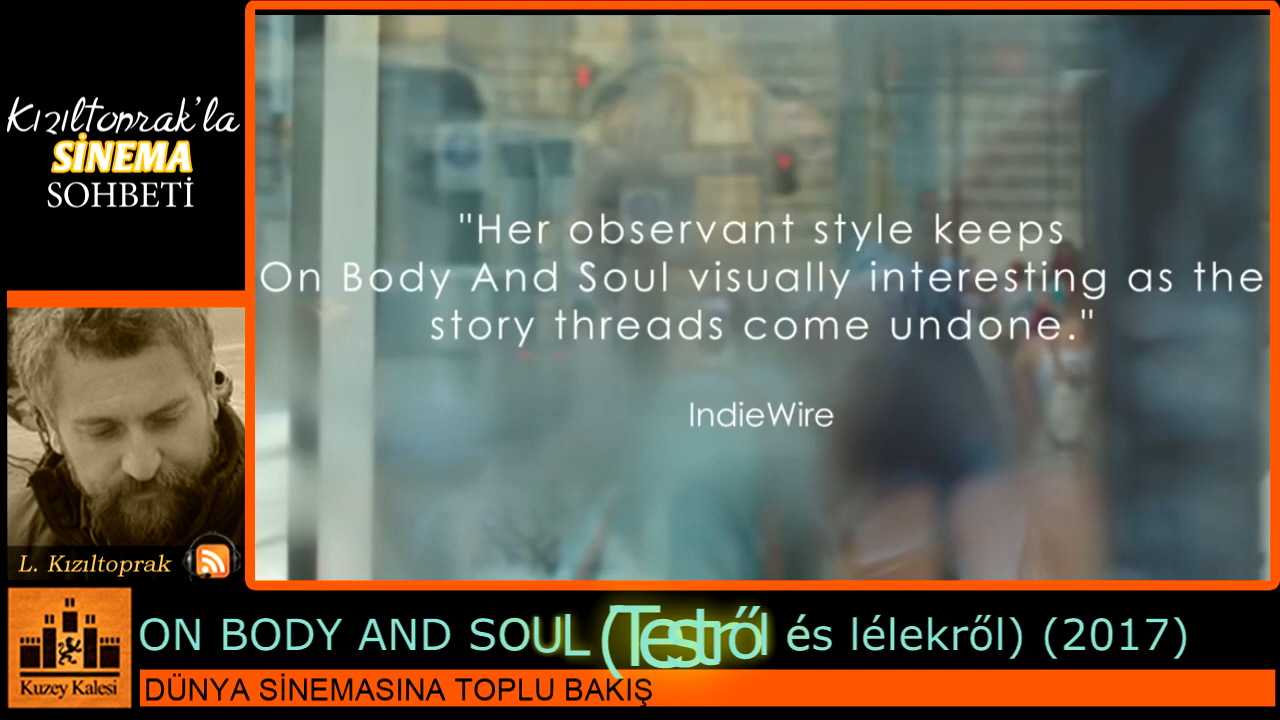 Kızıltoprak'la
SİNEMA
SOHBETİ
"Her observant style keeps
On Body And Soul visually interesting as the
story threads come undone."
IndieWire
L. Kızıltoprak
Kuzey Kalesi
ON BODY AND SOUL (Testről és lélekről) (2017)
DÜNYA SİNEMASINA TOPLU BAKIŞ